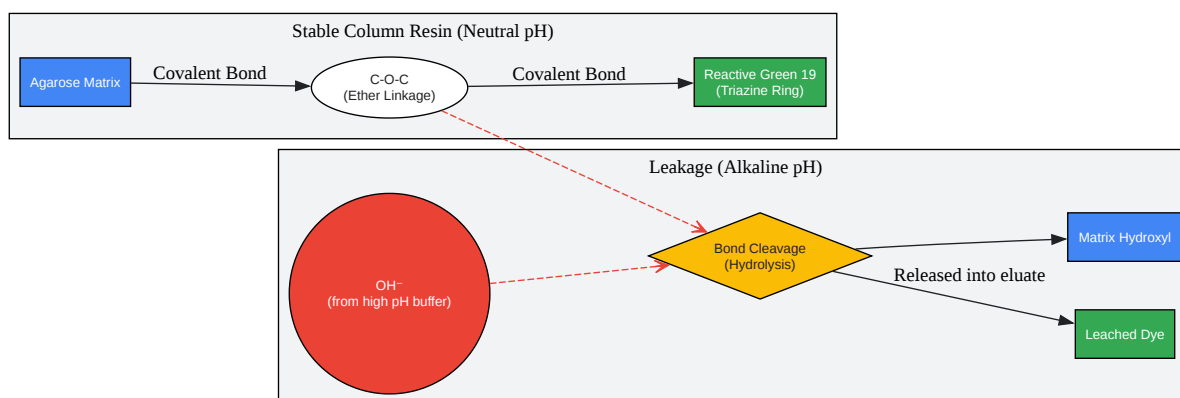 Stable Column Resin (Neutral pH)
Agarose Matrix
Covalent Bond
C-O-C
(Ether Linkage)
Covalent Bond
Reactive Green 19
(Triazine Ring)
Leakage (Alkaline pH)
OH⁻
(from high pH buffer)
Bond Cleavage
(Hydrolysis)
Matrix Hydroxyl
Released into eluate
Leached Dye